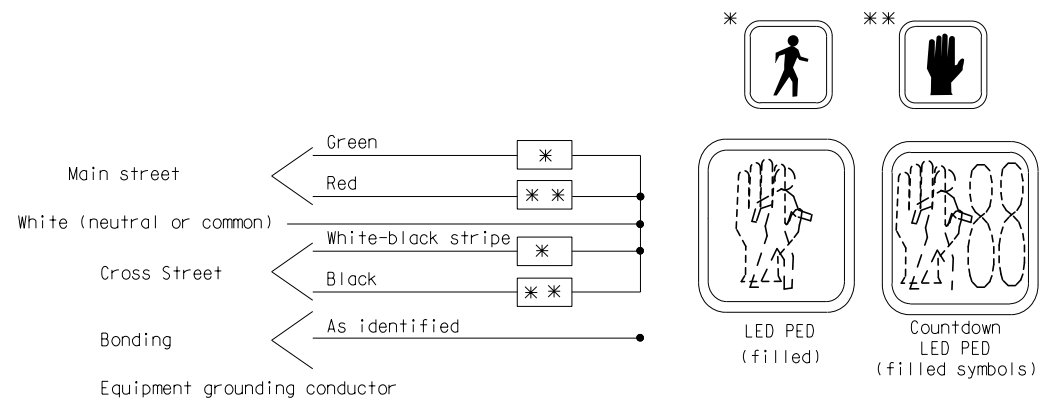 *
**
Green
*
Main street
Red
* *
White (neutral or common)
White-black stripe
*
Cross Street
Black
* *
As identified
Bonding
Equipment grounding conductor
LED PED
(filled)
Countdown
LED PED
(filled symbols)